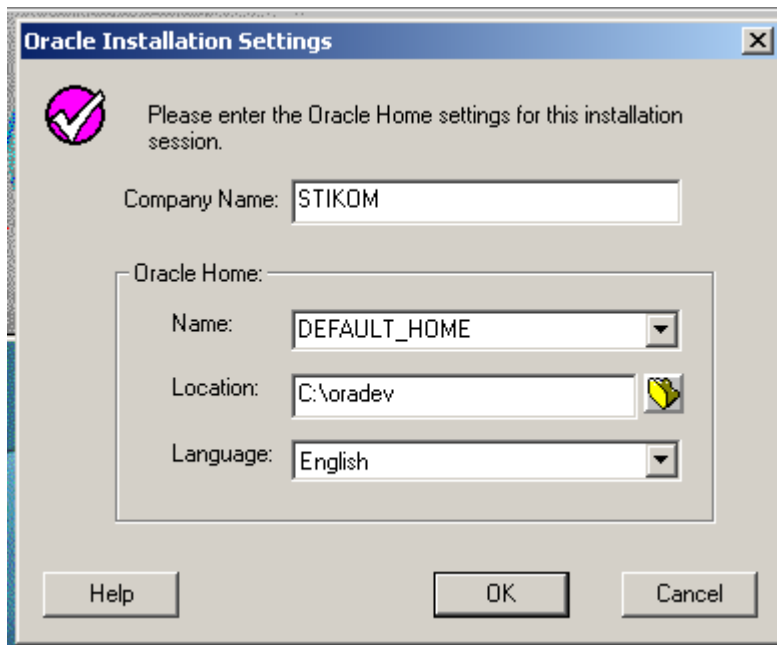 Oracle Installation Settings
Please enter the Oracle Home settings for this installation
session.
Company Name: STIKOM
Oracle Home:
Name: DEFAULT_HOME
Location: C:\oradev
Language: English
Help OK Cancel